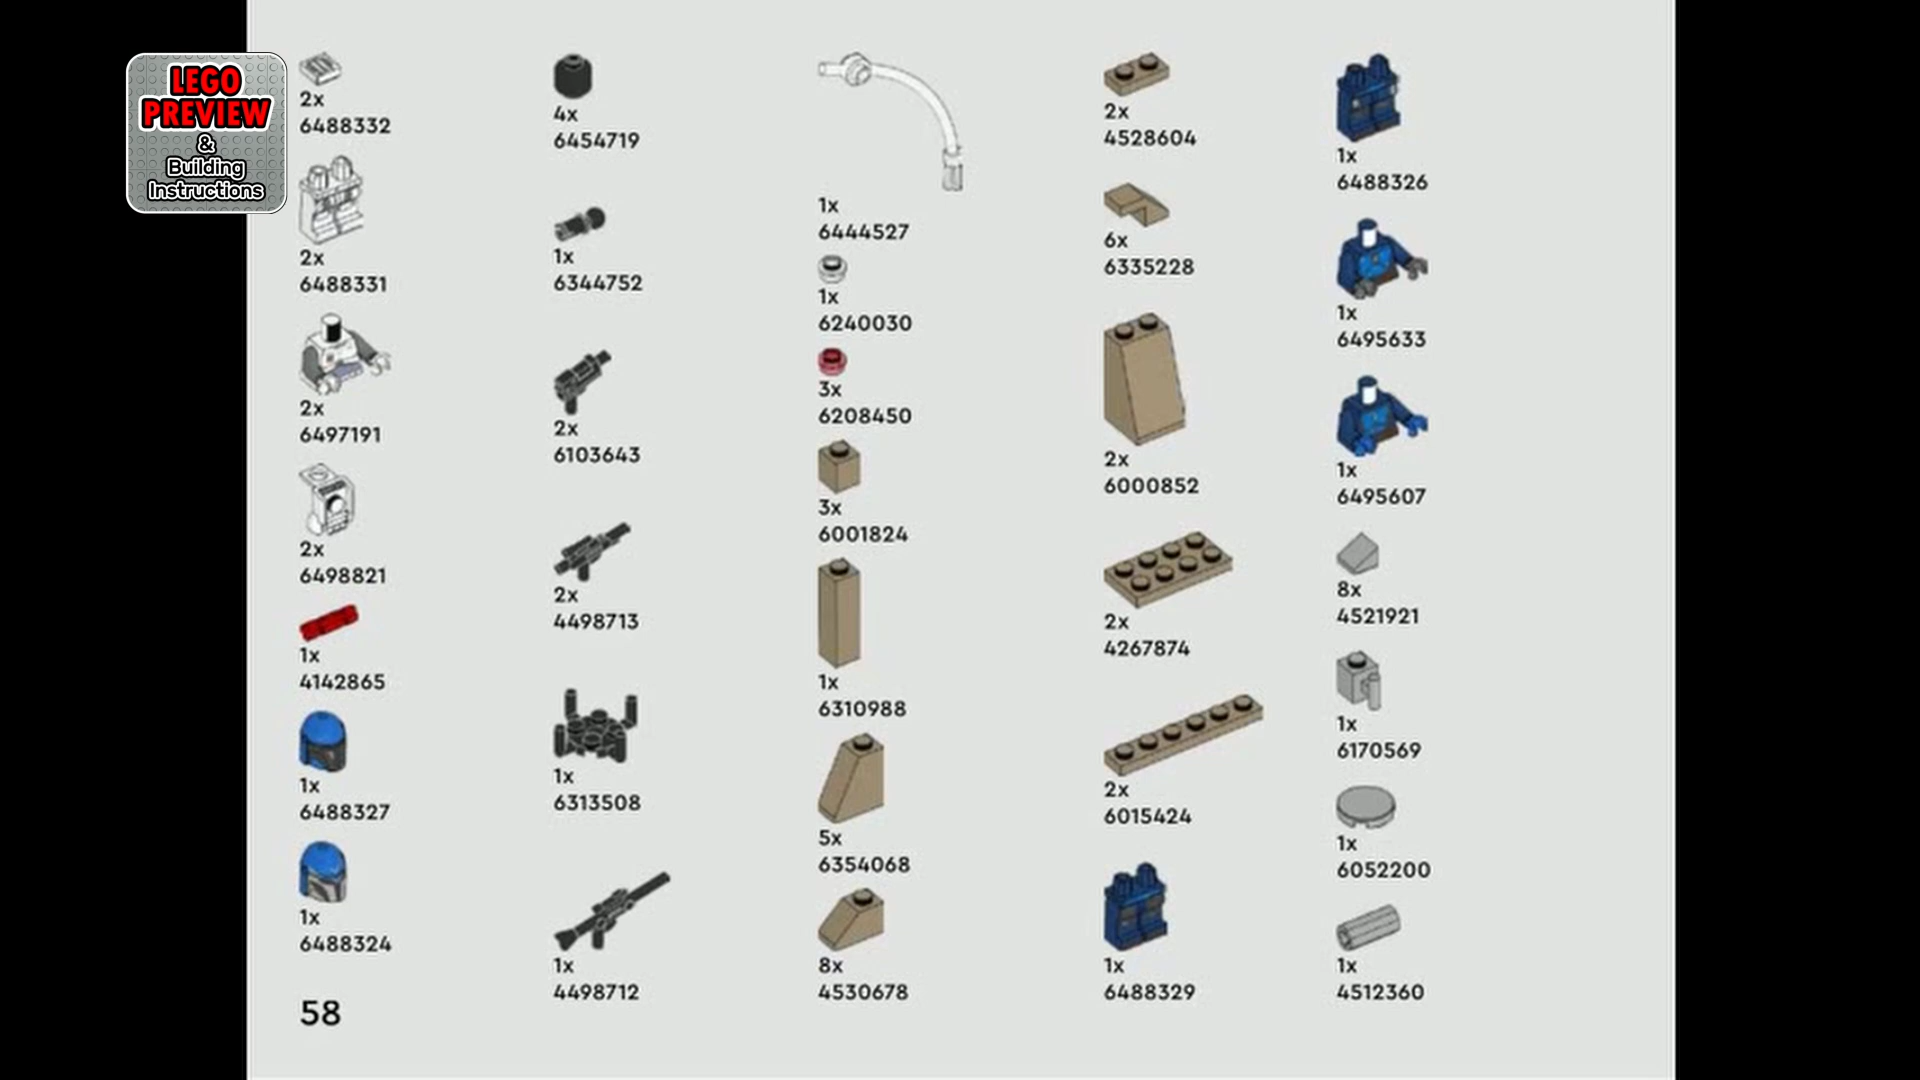 LEGO
PREVIEW
&
Building
Instructions
2x
6488332
2x
6488331
2x
6497191
2x
6498821
1x
4142865
1x
6488327
1x
6488324
58
4x
6454719
1x
6344752
2x
6103643
2x
4498713
1x
6313508
1x
4498712
1x
6444527
1x
6240030
3x
6208450
3x
6001824
1x
6310988
5x
6354068
8x
4530678
2x
4528604
6x
6335228
2x
6000852
2x
4267874
2x
6015424
1x
6488329
1x
6488326
1x
6495633
1x
6495607
8x
4521921
1x
6170569
1x
6052200
1x
4512360